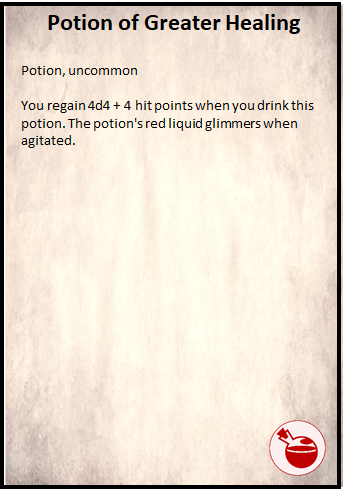 Potion of Greater Healing
Potion, uncommon
You regain 4d4 + 4 hit points when you drink this
potion. The potion's red liquid glimmers when
agitated.